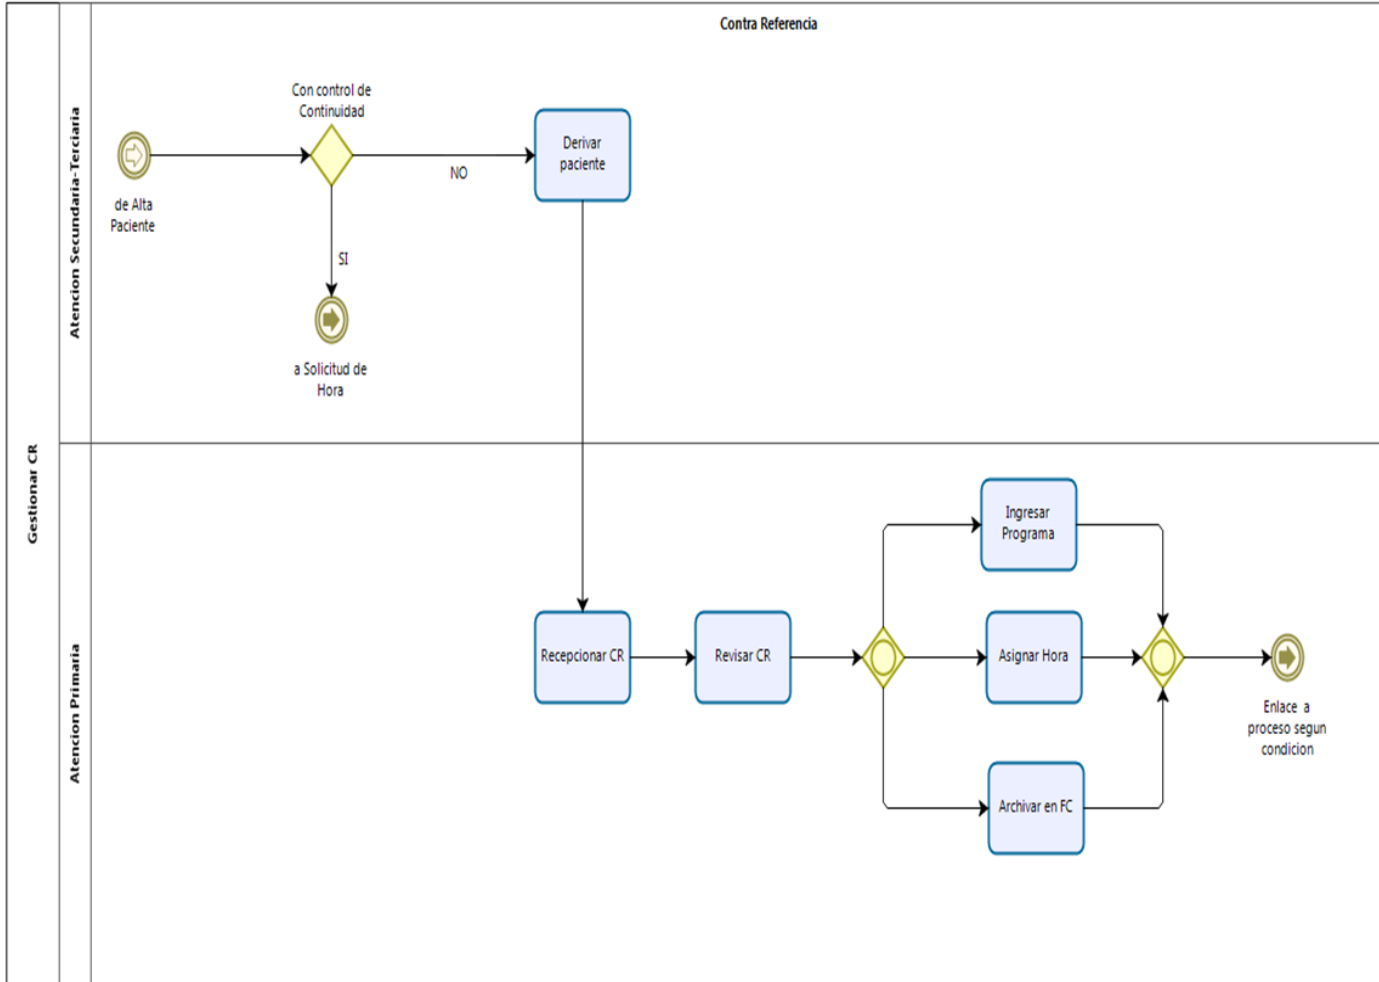 Contra Referencia
Gestionar CR
Atencion Secundaria-Terciaria
de Alta
Paciente
Con control de
Continuidad
NO
SI
a Solicitud de
Hora
Derivar
paciente
Atencion Primaria
Recepcionar CR
Revisar CR
Ingresar
Programa
Asignar Hora
Archivar en FC
Enlace a
proceso segun
condicion